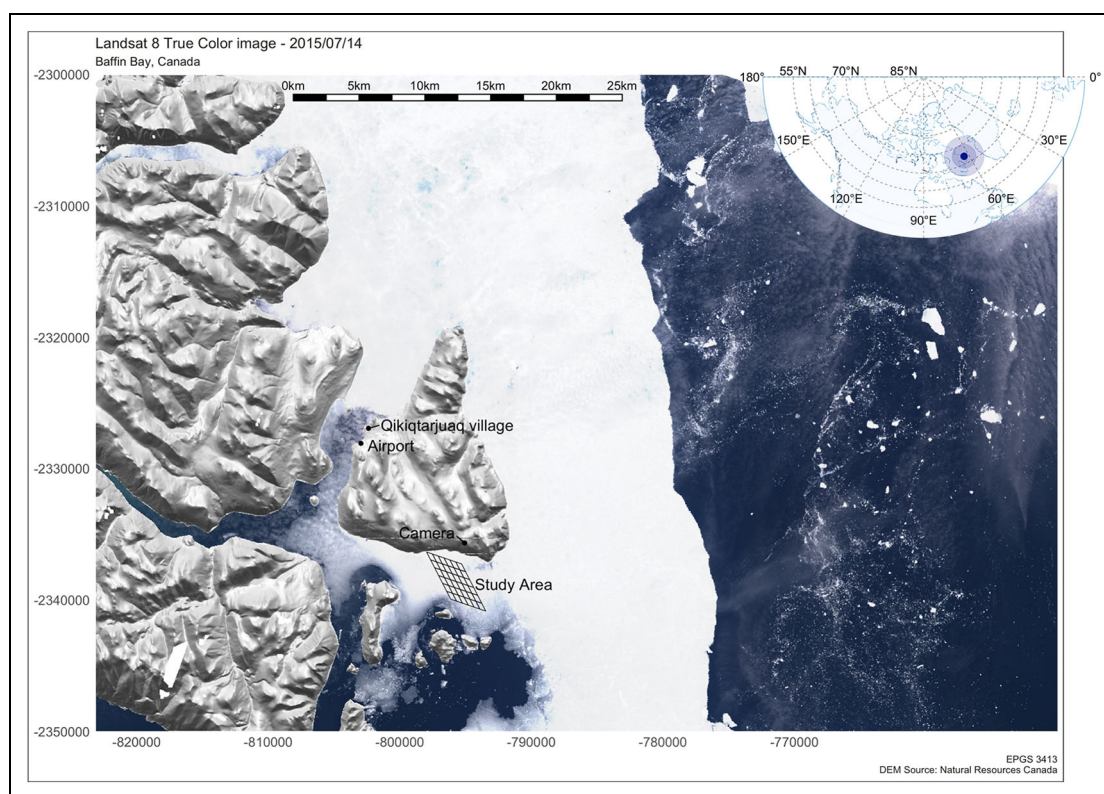 Landsat 8 True Color image - 2015/07/14
Baffin Bay, Canada
-2300000
0km 5km 10km 15km 20km 25km
180° 55°N 70°N 85°N 0°
150°E 30°E
120°E 60°E
90°E
-2310000
-2320000
Qikiqtarjuaq village
Airport
-2330000
Camera
Study Area
-2340000
-2350000
-820000 -810000 -800000 -790000 -780000 -770000
EPGS 3413
DEM Source: Natural Resources Canada